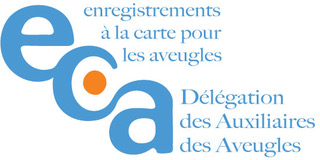 enregistrements
à la carte pour
les aveugles
eca
Délégation
des Auxiliaires
des Aveugles